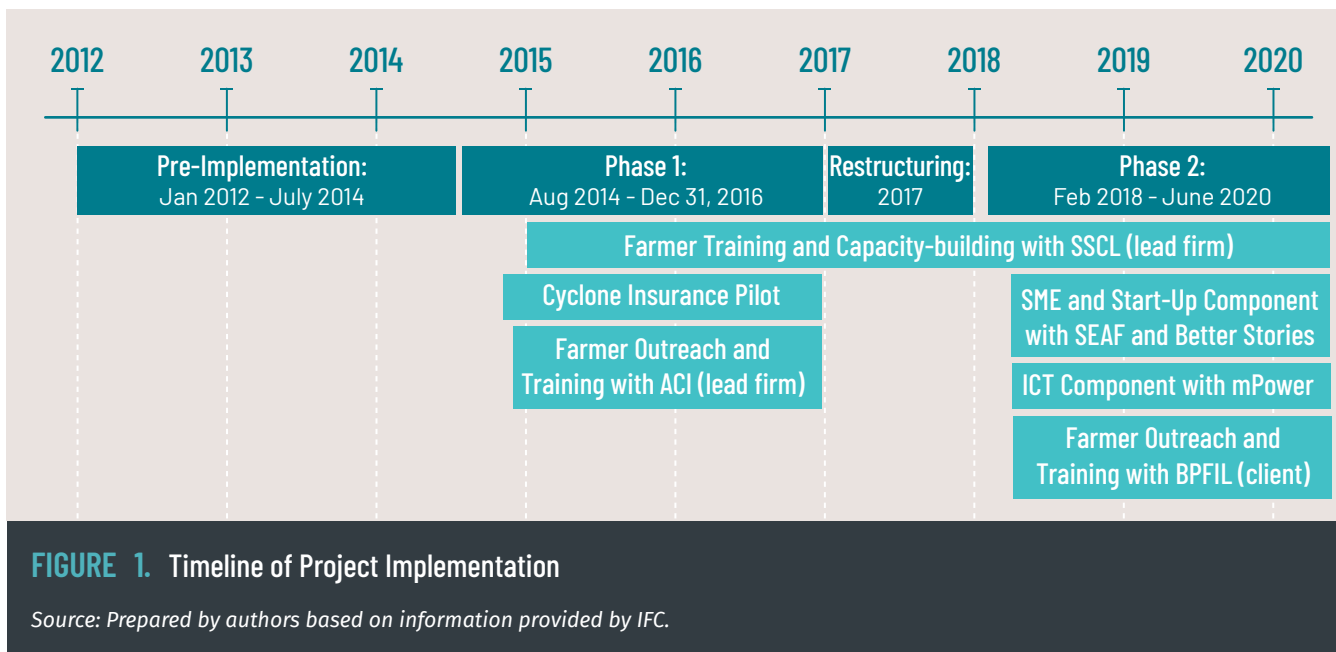 2012 2013 2014 2015 2016 2017 2018 2019 2020
Pre-Implementation:
Jan 2012 - July 2014
Phase 1:
Aug 2014 - Dec 31, 2016
Restructuring:
2017
Phase 2:
Feb 2018 - June 2020
Farmer Training and Capacity-building with SSCL (lead firm)
Cyclone Insurance Pilot
Farmer Outreach and
Training with ACI (lead firm)
SME and Start-Up Component
with SEAF and Better Stories
ICT Component with mPower
Farmer Outreach and
Training with BPFIL (client)
FIGURE 1. Timeline of Project Implementation
Source: Prepared by authors based on information provided by IFC.